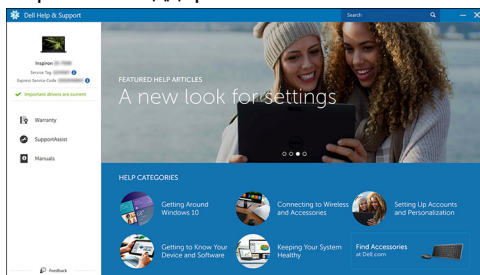 Dell Help & Support
Search
Inspiron
Service Tag
Express Service Code
Important drivers are current
Warranty
SupportAssist
Manuals
Feedback
FEATURED HELP ARTICLES
A new look for settings
HELP CATEGORIES
Getting Around
Windows 10
Connecting to Wireless
and Accessories
Setting Up Accounts
and Personalization
Getting to Know Your
Device and Software
Keeping Your System
Healthy
Find Accessories
at Dell.com